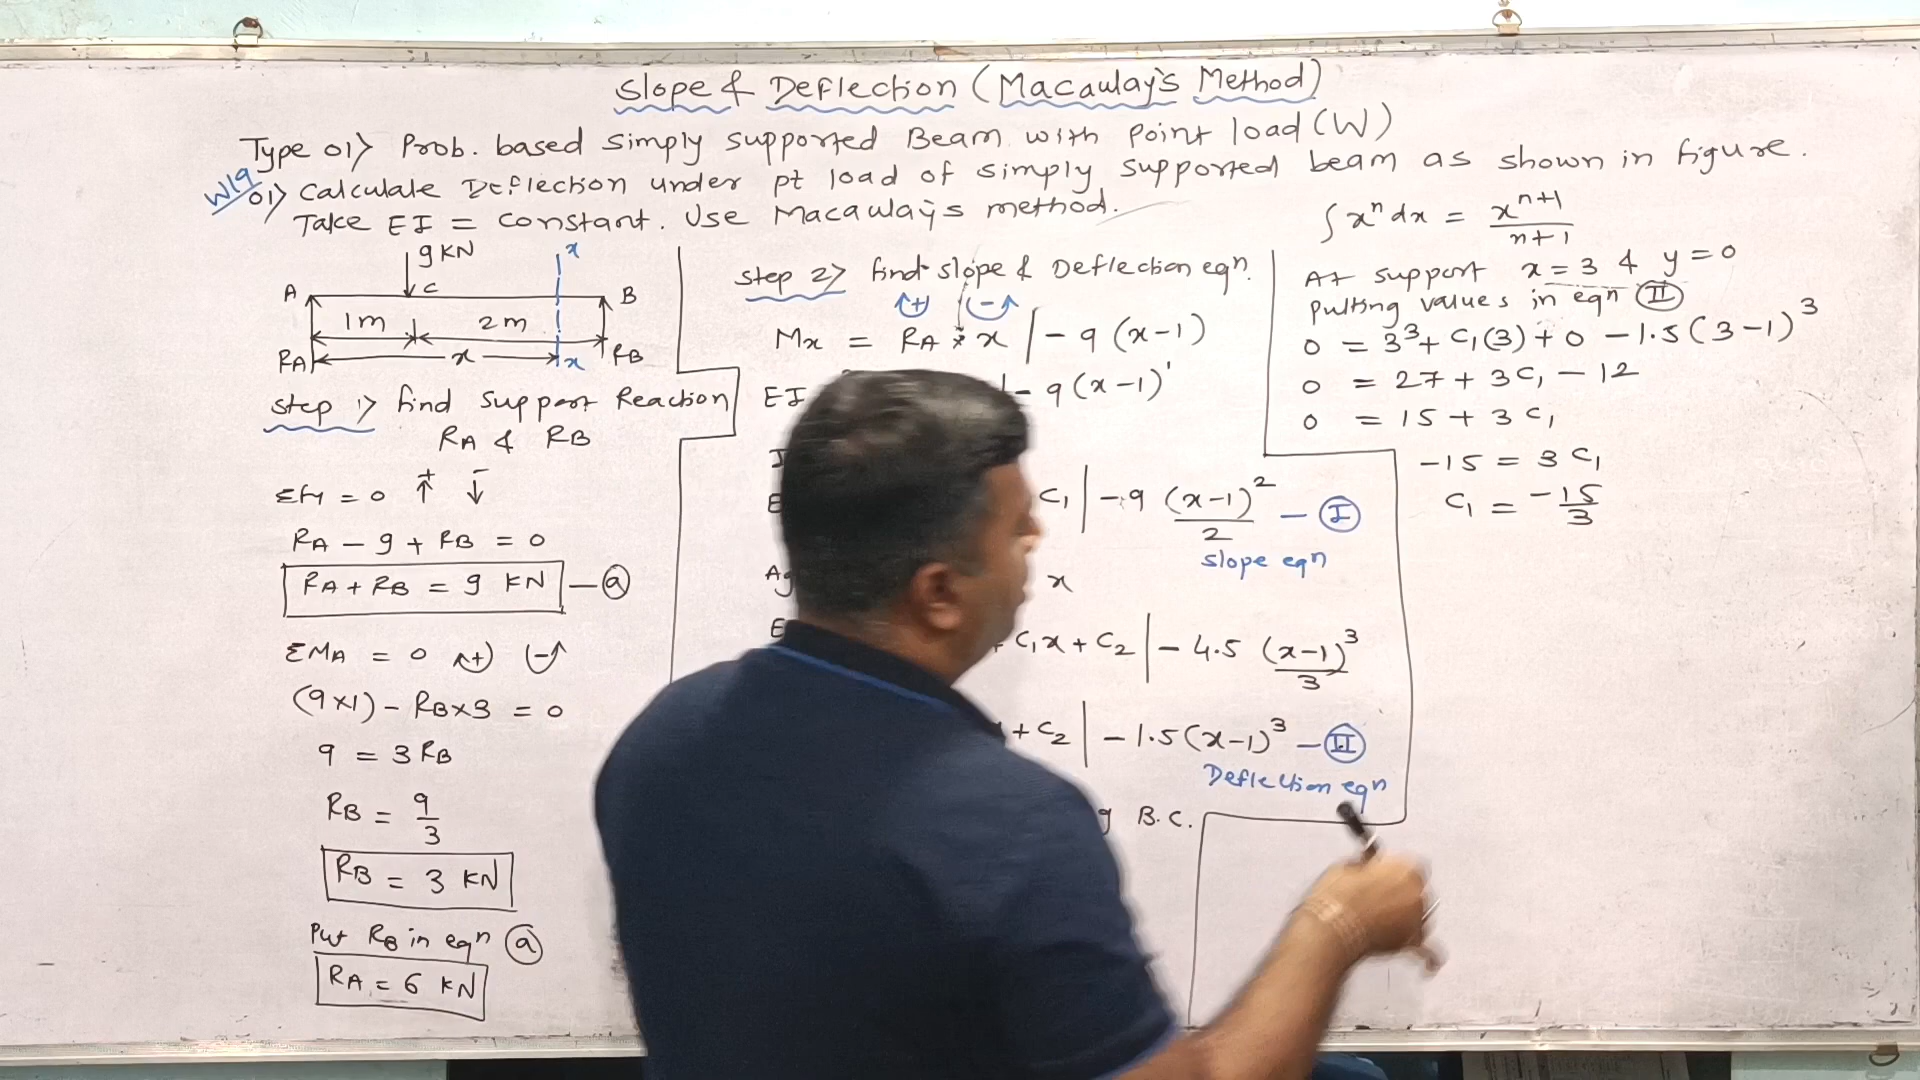 Slope & Deflection (Macaulay's Method)
Type 01> Prob. based Simply supported Beam with Point load (W)
W19
01> Calculate Deflection under pt load of simply supported beam as shown in figure.
Take EI = constant. Use Macaulay's method.
9 KN
x
A
C
B
1m
2m
RA
x
x
RB
Step 1> find Support Reaction
RA & RB
ΣFy = 0 ↑+ ↓-
RA - 9 + RB = 0
RA + RB = 9 KN - (a)
ΣMA = 0 (+) (-)
(9×1) - RB×3 = 0
9 = 3 RB
RB = 9/3
RB = 3 KN
Put RB in eqn (a)
RA = 6 KN
Step 2> find slope & Deflection eqn.
(+) (-)
Mx = RA × x | - 9 (x-1)
EI | - 9 (x-1)'
C1 | - 9 (x-1)²/2 - (I)
slope eqn
x
+ C1x + C2 | - 4.5 (x-1)³/3
+ C2 | - 1.5 (x-1)³ - (II)
Deflection eqn
B.C.
∫ xⁿ dx = xⁿ⁺¹/n+1
At support x = 3 & y = 0
putting values in eqn (II)
0 = 3³ + C1(3) + 0 - 1.5 (3-1)³
0 = 27 + 3C1 - 12
0 = 15 + 3 C1
-15 = 3 C1
C1 = -15/3